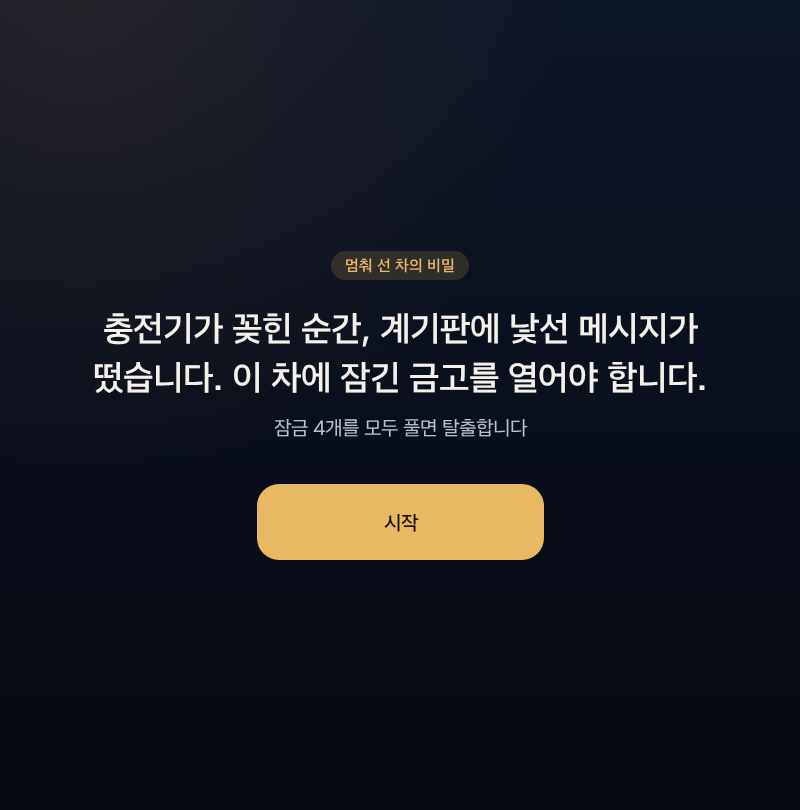 멈춰 선 차의 비밀
충전기가 꽂힌 순간, 계기판에 낯선 메시지가
떴습니다. 이 차에 잠긴 금고를 열어야 합니다.
잠금 4개를 모두 풀면 탈출합니다
시작